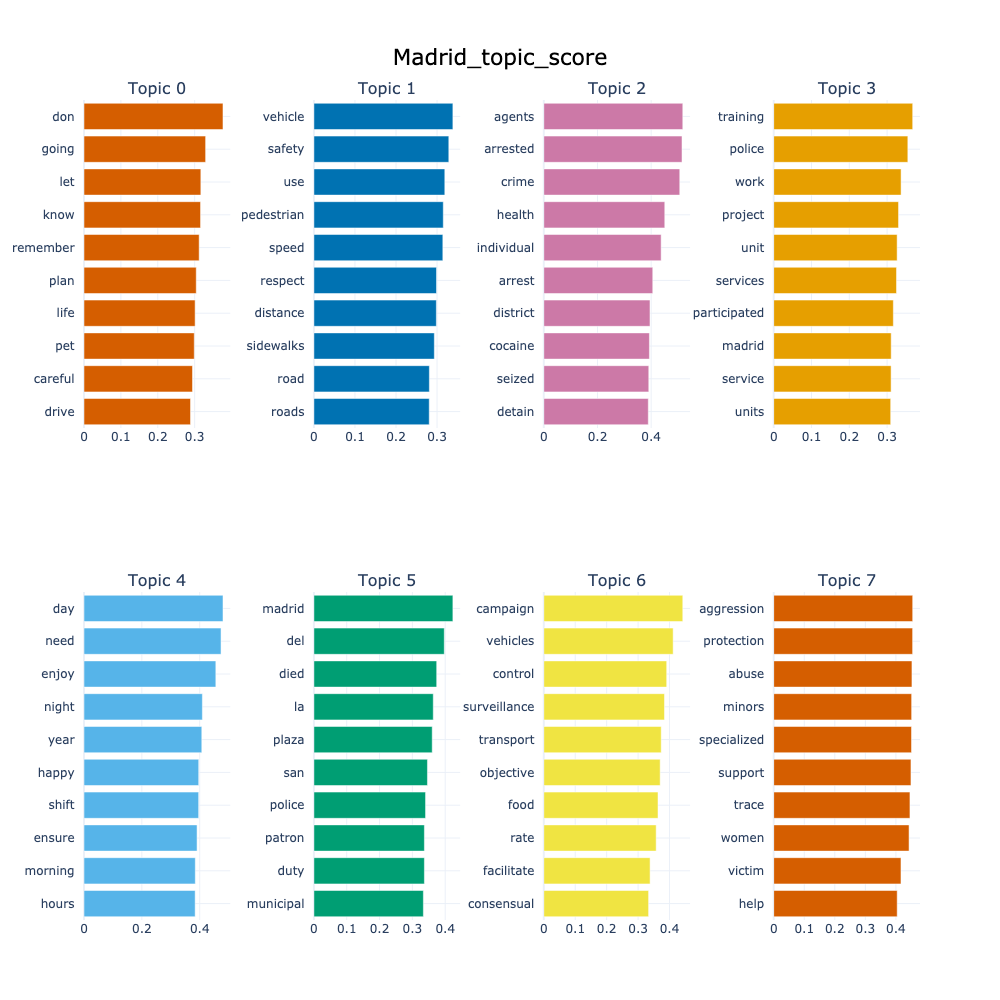 Madrid_topic_score
Topic 0
don
going
let
know
remember
plan
life
pet
careful
drive
0 0.1 0.2 0.3
Topic 1
vehicle
safety
use
pedestrian
speed
respect
distance
sidewalks
road
roads
0 0.1 0.2 0.3
Topic 2
agents
arrested
crime
health
individual
arrest
district
cocaine
seized
detain
0 0.2 0.4
Topic 3
training
police
work
project
unit
services
participated
madrid
service
units
0 0.1 0.2 0.3
Topic 4
day
need
enjoy
night
year
happy
shift
ensure
morning
hours
0 0.2 0.4
Topic 5
madrid
del
died
la
plaza
san
police
patron
duty
municipal
0 0.1 0.2 0.3 0.4
Topic 6
campaign
vehicles
control
surveillance
transport
objective
food
rate
facilitate
consensual
0 0.1 0.2 0.3 0.4
Topic 7
aggression
protection
abuse
minors
specialized
support
trace
women
victim
help
0 0.1 0.2 0.3 0.4